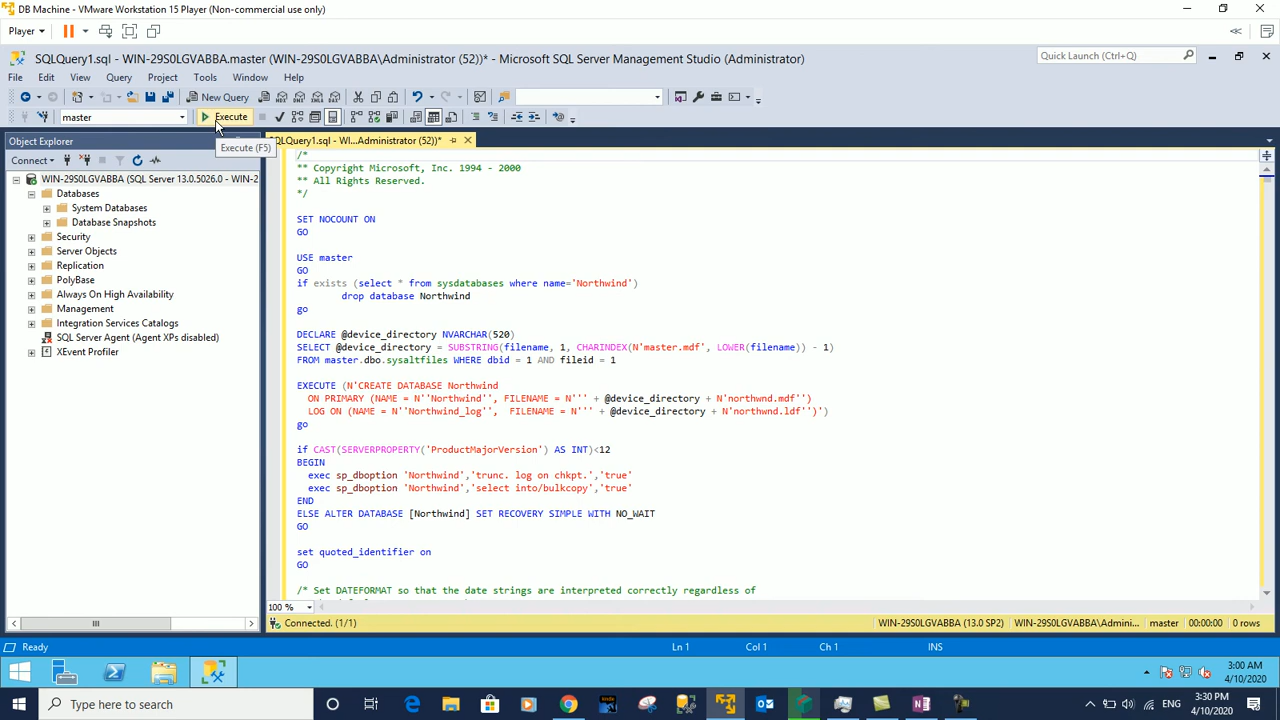 DB Machine - VMware Workstation 15 Player (Non-commercial use only)
Player
SQLQuery1.sql - WIN-29S0LGVABBA.master (WIN-29S0LGVABBA\Administrator (52))* - Microsoft SQL Server Management Studio (Administrator)
Quick Launch (Ctrl+Q)
File Edit View Query Project Tools Window Help
New Query
master
Execute
Object Explorer
SQLQuery1.sql - WI...Administrator (52))*
Execute (F5)
Connect
WIN-29S0LGVABBA (SQL Server 13.0.5026.0 - WIN-2
Databases
System Databases
Database Snapshots
Security
Server Objects
Replication
PolyBase
Always On High Availability
Management
Integration Services Catalogs
SQL Server Agent (Agent XPs disabled)
XEvent Profiler
/*
** Copyright Microsoft, Inc. 1994 - 2000
** All Rights Reserved.
*/
SET NOCOUNT ON
GO
USE master
GO
if exists (select * from sysdatabases where name='Northwind')
drop database Northwind
go
DECLARE @device_directory NVARCHAR(520)
SELECT @device_directory = SUBSTRING(filename, 1, CHARINDEX(N'master.mdf', LOWER(filename)) - 1)
FROM master.dbo.sysaltfiles WHERE dbid = 1 AND fileid = 1
EXECUTE (N'CREATE DATABASE Northwind
ON PRIMARY (NAME = N''Northwind'', FILENAME = N''' + @device_directory + N'northwnd.mdf'')
LOG ON (NAME = N''Northwind_log'', FILENAME = N''' + @device_directory + N'northwnd.ldf'')')
go
if CAST(SERVERPROPERTY('ProductMajorVersion') AS INT)<12
BEGIN
exec sp_dboption 'Northwind','trunc. log on chkpt.','true'
exec sp_dboption 'Northwind','select into/bulkcopy','true'
END
ELSE ALTER DATABASE [Northwind] SET RECOVERY SIMPLE WITH NO_WAIT
GO
set quoted_identifier on
GO
/* Set DATEFORMAT so that the date strings are interpreted correctly regardless of
100 %
Connected. (1/1)
WIN-29S0LGVABBA (13.0 SP2) WIN-29S0LGVABBA\Admini... master 00:00:00 0 rows
Ready Ln 1 Col 1 Ch 1 INS
3:00 AM
4/10/2020
Type here to search
ENG
3:30 PM
4/10/2020